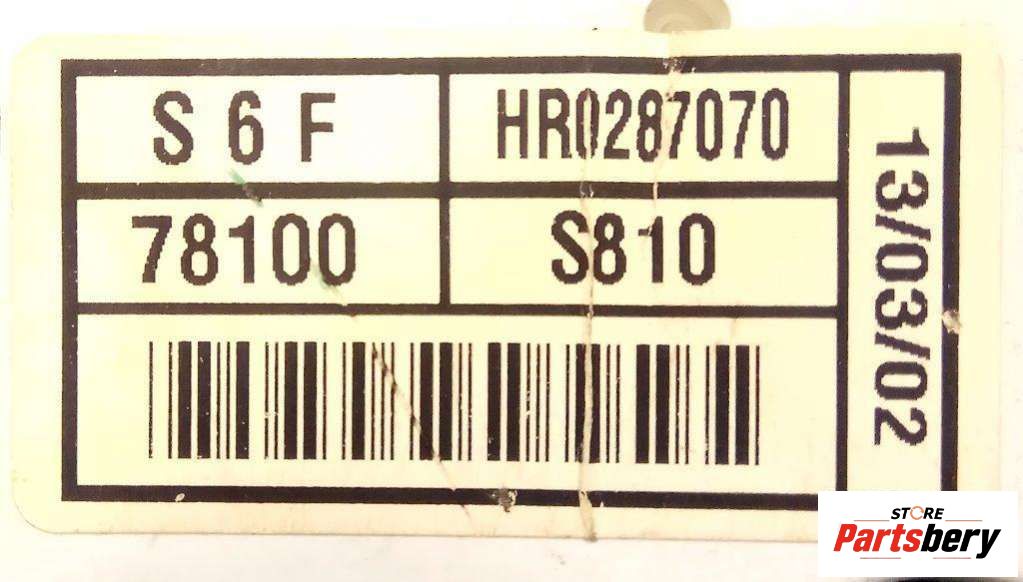 S 6 F
HR0287070
78100
S810
13/03/02
STORE
Partsbery